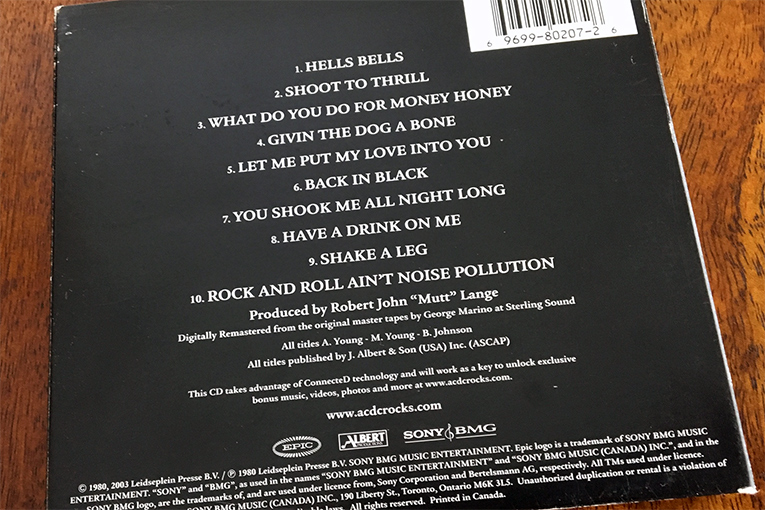 6 9699-80207-2 6
1. HELLS BELLS
2. SHOOT TO THRILL
3. WHAT DO YOU DO FOR MONEY HONEY
4. GIVIN THE DOG A BONE
5. LET ME PUT MY LOVE INTO YOU
6. BACK IN BLACK
7. YOU SHOOK ME ALL NIGHT LONG
8. HAVE A DRINK ON ME
9. SHAKE A LEG
10. ROCK AND ROLL AIN'T NOISE POLLUTION
Produced by Robert John “Mutt” Lange
Digitally Remastered from the original master tapes by George Marino at Sterling Sound
All titles A. Young - M. Young - B. Johnson
All titles published by J. Albert & Son (USA) Inc. (ASCAP)
This CD takes advantage of ConnecteD technology and will work as a key to unlock exclusive
bonus music, videos, photos and more at www.acdcrocks.com.
www.acdcrocks.com
EPIC ALBERT SONY BMG
© 1980, 2003 Leidseplein Presse B.V. / ℗ 1980 Leidseplein Presse B.V. SONY BMG MUSIC ENTERTAINMENT. Epic logo is a trademark of SONY BMG MUSIC
ENTERTAINMENT. “SONY” and “BMG”, as used in the names “SONY BMG MUSIC ENTERTAINMENT” and “SONY BMG MUSIC (CANADA) INC.”, and in the
SONY BMG logo, are the trademarks of, and are used under licence from, Sony Corporation and Bertelsmann AG, respectively. All TMs used under licence.
MUSIC (CANADA) INC., 190 Liberty St., Toronto, Ontario M6K 3L5. Unauthorized duplication or rental is a violation of
laws. All rights reserved. Printed in Canada.